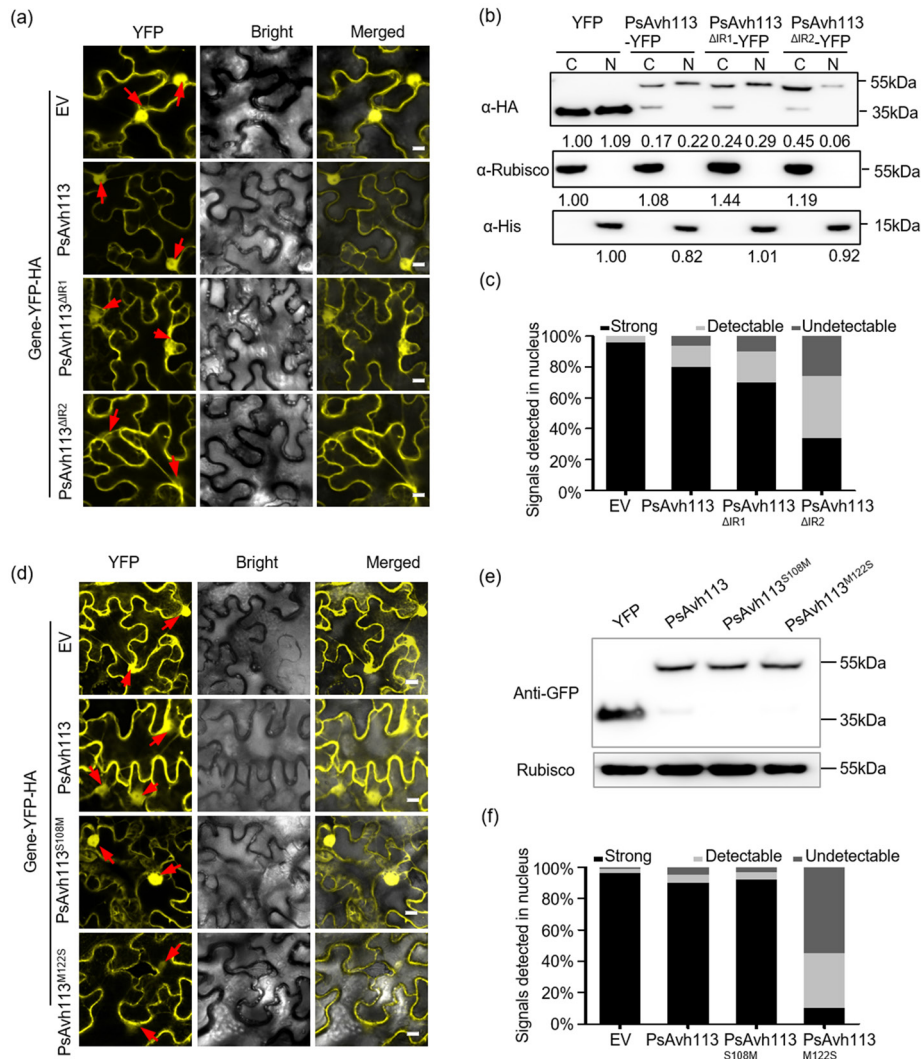 (a)
YFP Bright Merged
Gene-YFP-HA
EV
PsAvh113
PsAvh113ΔIR1
PsAvh113ΔIR2
(b)
YFP PsAvh113 PsAvh113 PsAvh113
-YFP ΔIR1-YFP ΔIR2-YFP
C N C N C N C N
α-HA
55kDa
35kDa
1.00 1.09 0.17 0.22 0.24 0.29 0.45 0.06
α-Rubisco 55kDa
1.00 1.08 1.44 1.19
α-His 15kDa
1.00 0.82 1.01 0.92
(c)
Strong Detectable Undetectable
Signals detected in nucleus
100%
80%
60%
40%
20%
0%
EV PsAvh113 PsAvh113 PsAvh113
ΔIR1 ΔIR2
(d)
YFP Bright Merged
Gene-YFP-HA
EV
PsAvh113
PsAvh113S108M
PsAvh113M122S
(e)
YFP PsAvh113 PsAvh113S108M PsAvh113M122S
Anti-GFP
55kDa
35kDa
Rubisco 55kDa
(f)
Strong Detectable Undetectable
Signals detected in nucleus
100%
80%
60%
40%
20%
0%
EV PsAvh113 PsAvh113 PsAvh113
S108M M122S